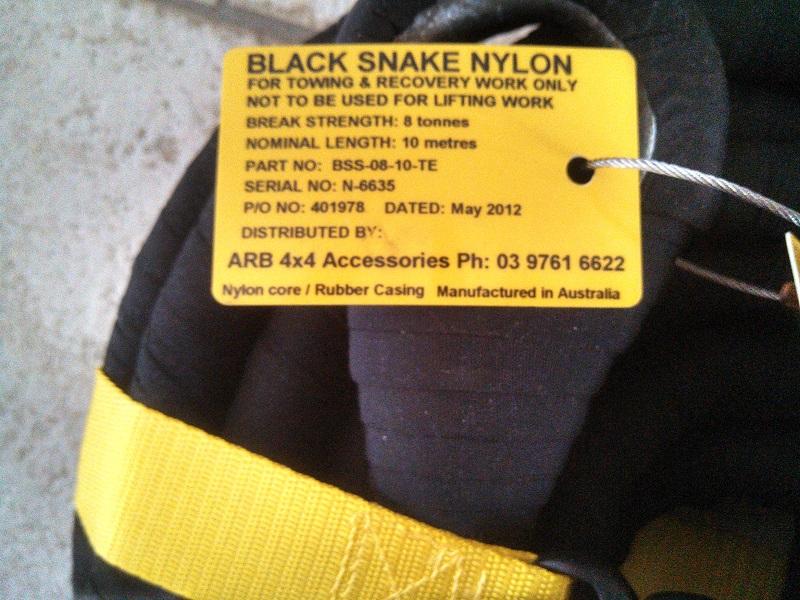 BLACK SNAKE NYLON
FOR TOWING & RECOVERY WORK ONLY
NOT TO BE USED FOR LIFTING WORK
BREAK STRENGTH: 8 tonnes
NOMINAL LENGTH: 10 metres
PART NO: BSS-08-10-TE
SERIAL NO: N-6635
P/O NO: 401978 DATED: May 2012
DISTRIBUTED BY:
ARB 4x4 Accessories Ph: 03 9761 6622
Nylon core / Rubber Casing Manufactured in Australia